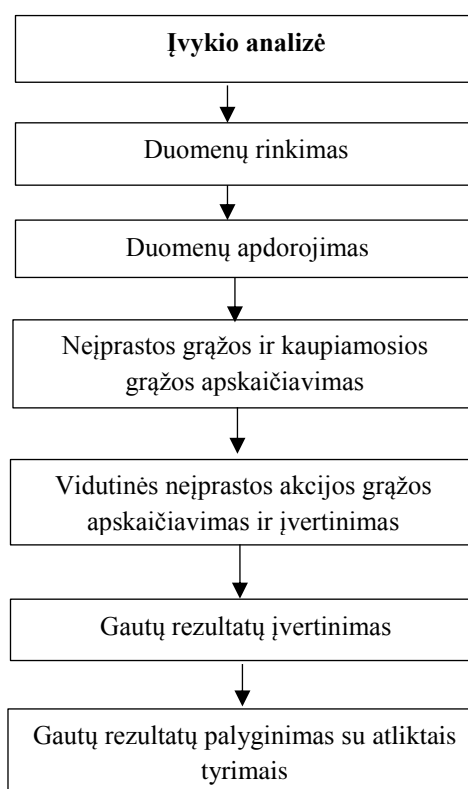 Įvykio analizė
Duomenų rinkimas
Duomenų apdorojimas
Neįprastos grąžos ir kaupiamosios
grąžos apskaičiavimas
Vidutinės neįprastos akcijos grąžos
apskaičiavimas ir įvertinimas
Gautų rezultatų įvertinimas
Gautų rezultatų palyginimas su atliktais
tyrimais